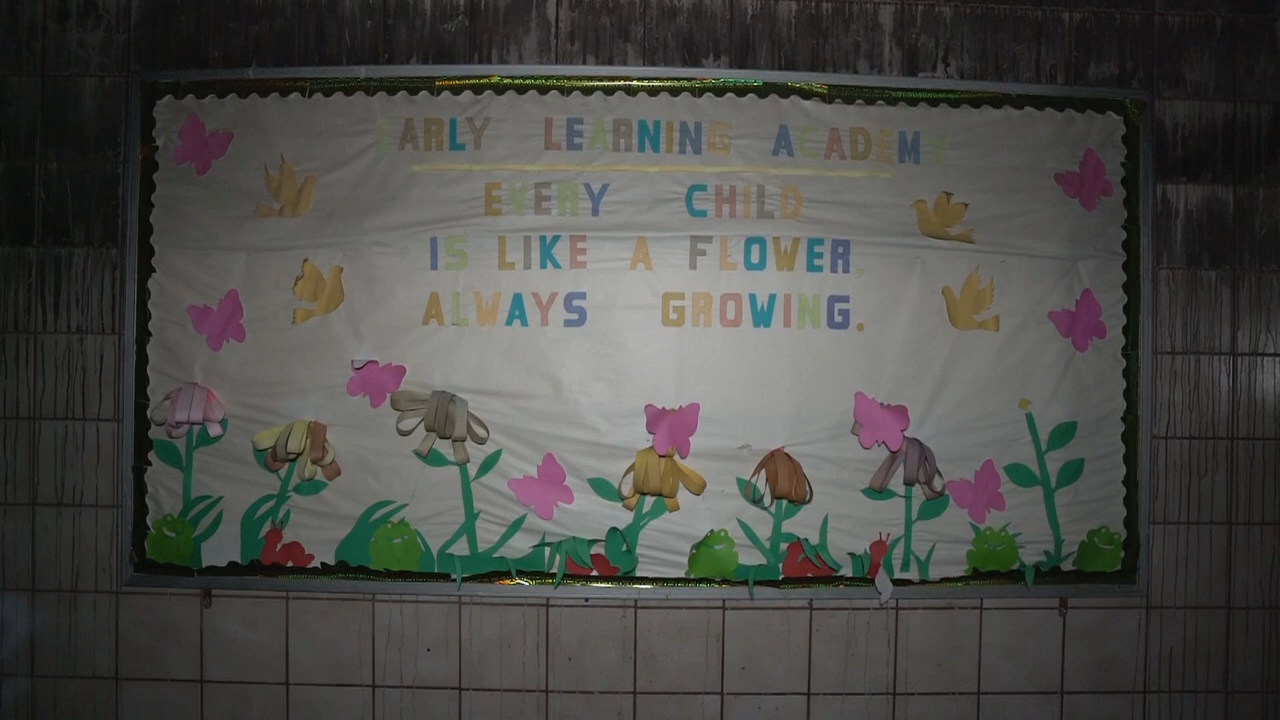 EARLY LEARNING ACADEMY
EVERY CHILD
IS LIKE A FLOWER,
ALWAYS GROWING.